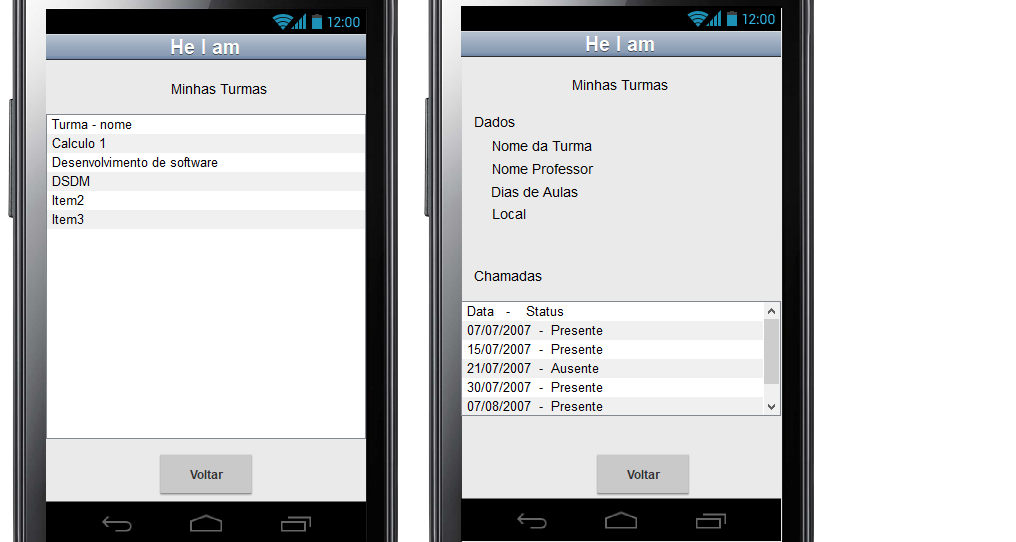 12:00
He I am
Minhas Turmas
Turma - nome
Calculo 1
Desenvolvimento de software
DSDM
Item2
Item3
Voltar
12:00
He I am
Minhas Turmas
Dados
Nome da Turma
Nome Professor
Dias de Aulas
Local
Chamadas
Data - Status
07/07/2007 - Presente
15/07/2007 - Presente
21/07/2007 - Ausente
30/07/2007 - Presente
07/08/2007 - Presente
Voltar